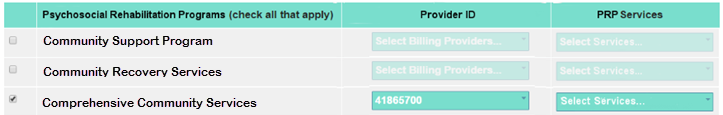 Psychosocial Rehabilitation Programs (check all that apply) Provider ID PRP Services
Community Support Program Select Billing Providers... Select Services...
Community Recovery Services Select Billing Providers... Select Services...
Comprehensive Community Services 41865700 Select Services...